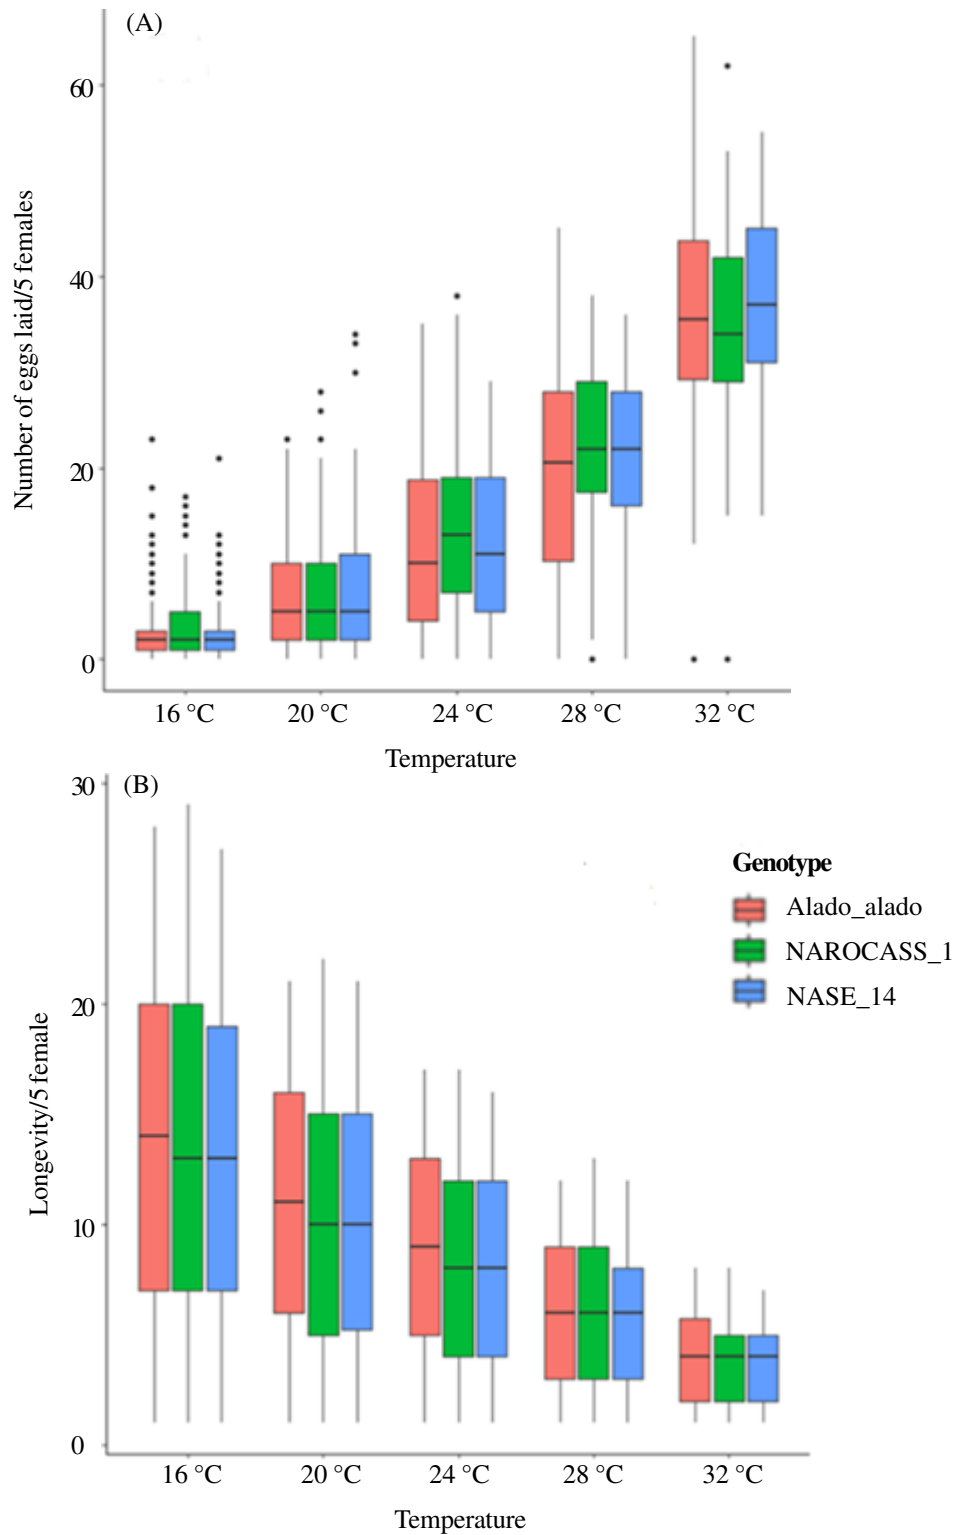 (A)
60
40
20
0
Number of eggs laid/5 females
16 °C 20 °C 24 °C 28 °C 32 °C
Temperature
(B)
30
20
10
0
Longevity/5 female
Genotype
Alado_alado
NAROCASS_1
NASE_14
16 °C 20 °C 24 °C 28 °C 32 °C
Temperature